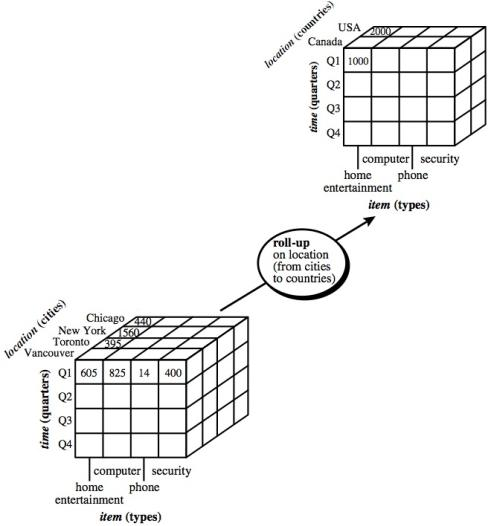 location (countries)
USA 2000
Canada
time (quarters)
Q1 1000
Q2
Q3
Q4
computer security
home phone
entertainment
item (types)
roll-up
on location
(from cities
to countries)
location (cities)
Chicago 440
New York 1560
Toronto 395
Vancouver
time (quarters)
Q1 605 825 14 400
Q2
Q3
Q4
computer security
home phone
entertainment
item (types)